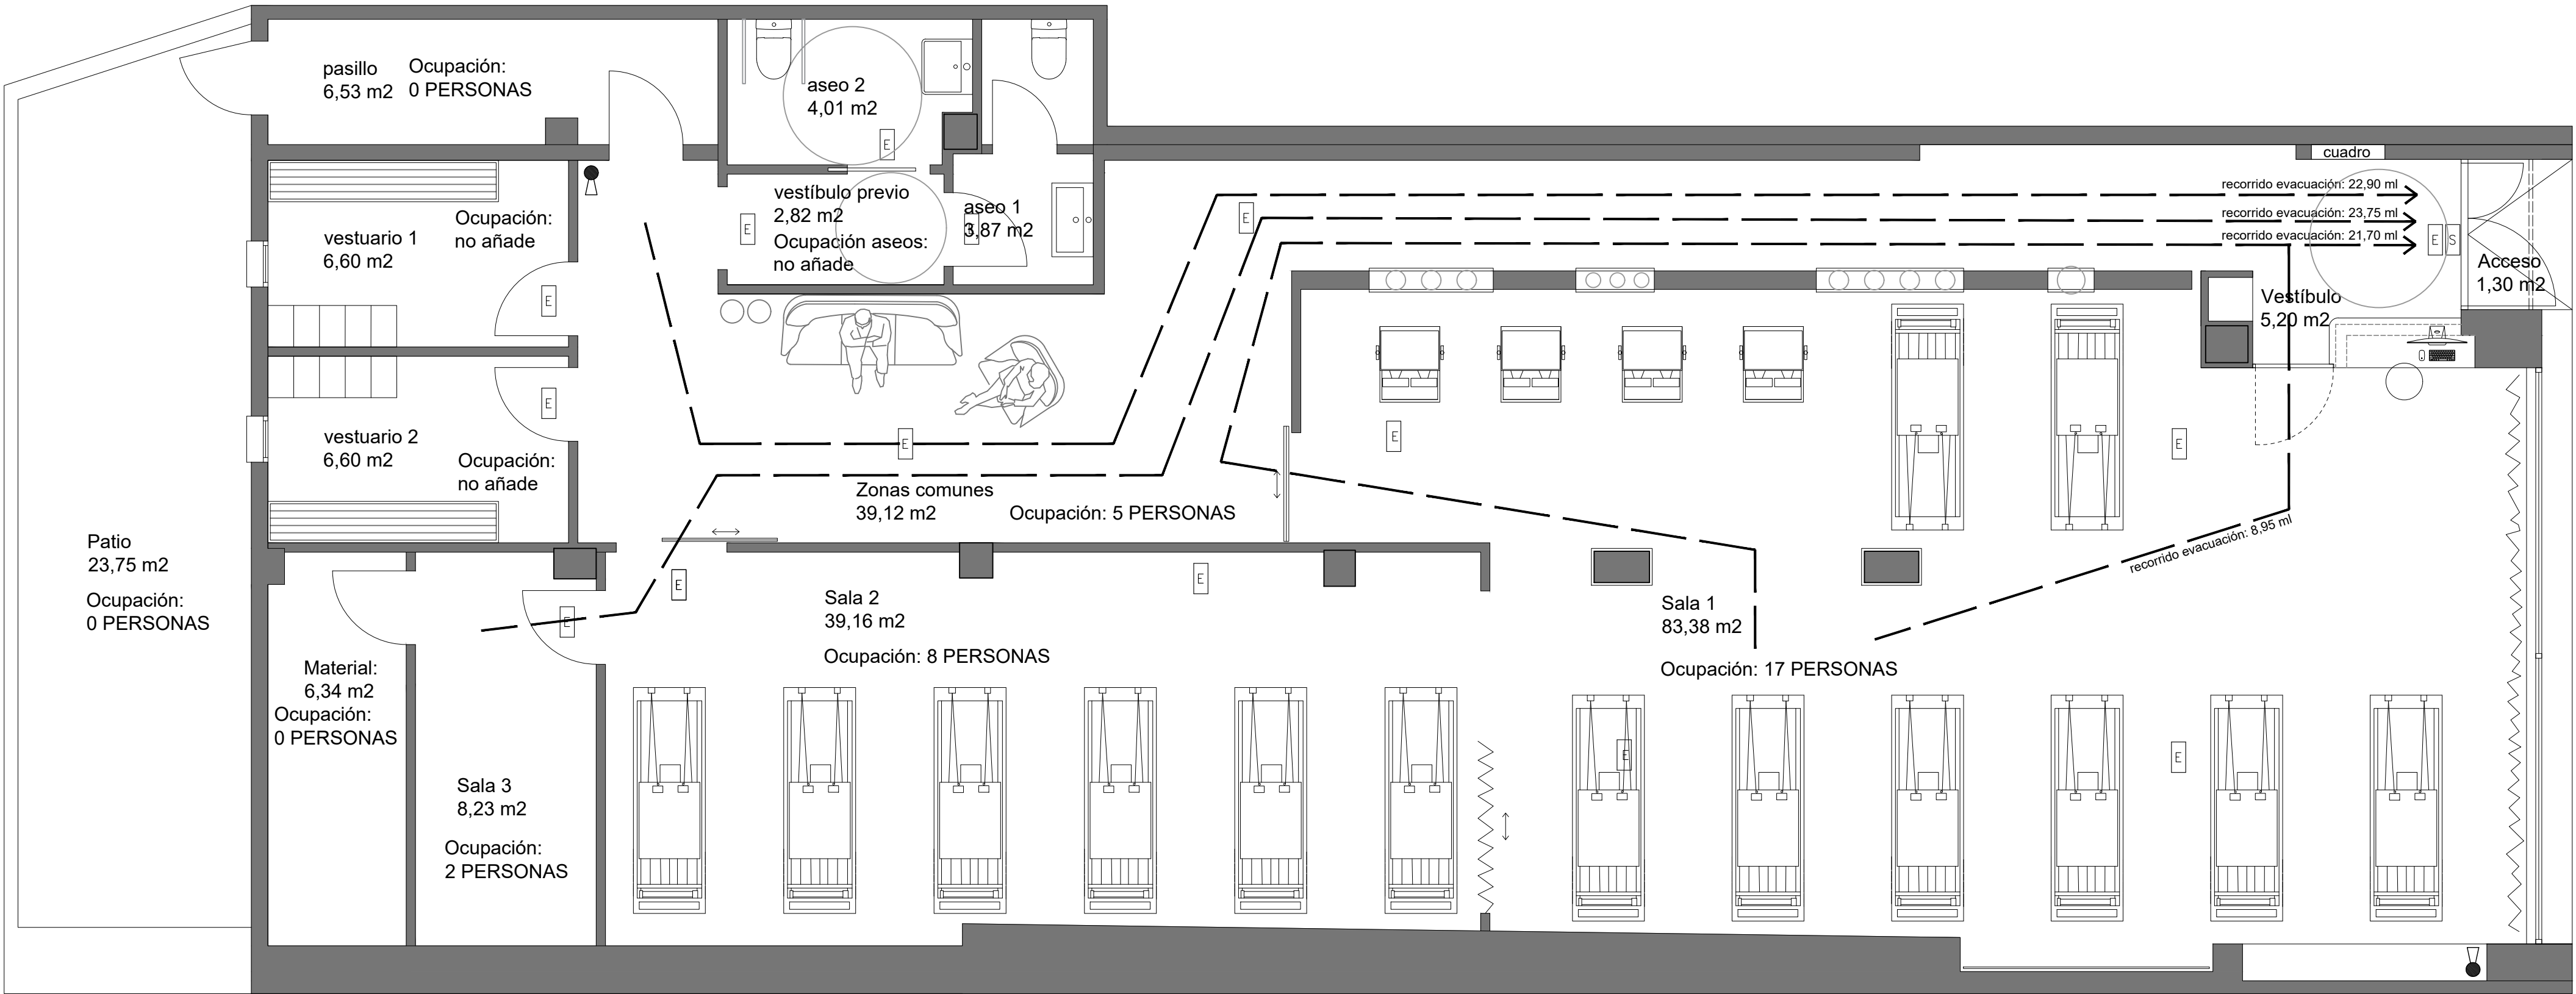 pasillo
6,53 m2
Ocupación:
0 PERSONAS
aseo 2
4,01 m2
E
cuadro
vestíbulo previo
2,82 m2
Ocupación aseos:
no añade
E
aseo 1
3,87 m2
E
E
recorrido evacuación: 22,90 ml
recorrido evacuación: 23,75 ml
recorrido evacuación: 21,70 ml
E
S
Acceso
1,30 m2
Vestíbulo
5,20 m2
Ocupación:
no añade
vestuario 1
6,60 m2
E
E
vestuario 2
6,60 m2
Ocupación:
no añade
E
E
E
Zonas comunes
39,12 m2
Ocupación: 5 PERSONAS
recorrido evacuación: 8,95 ml
Patio
23,75 m2
Ocupación:
0 PERSONAS
E
E
E
Sala 2
39,16 m2
Ocupación: 8 PERSONAS
Sala 1
83,38 m2
Ocupación: 17 PERSONAS
Material:
6,34 m2
Ocupación:
0 PERSONAS
E
E
Sala 3
8,23 m2
Ocupación:
2 PERSONAS